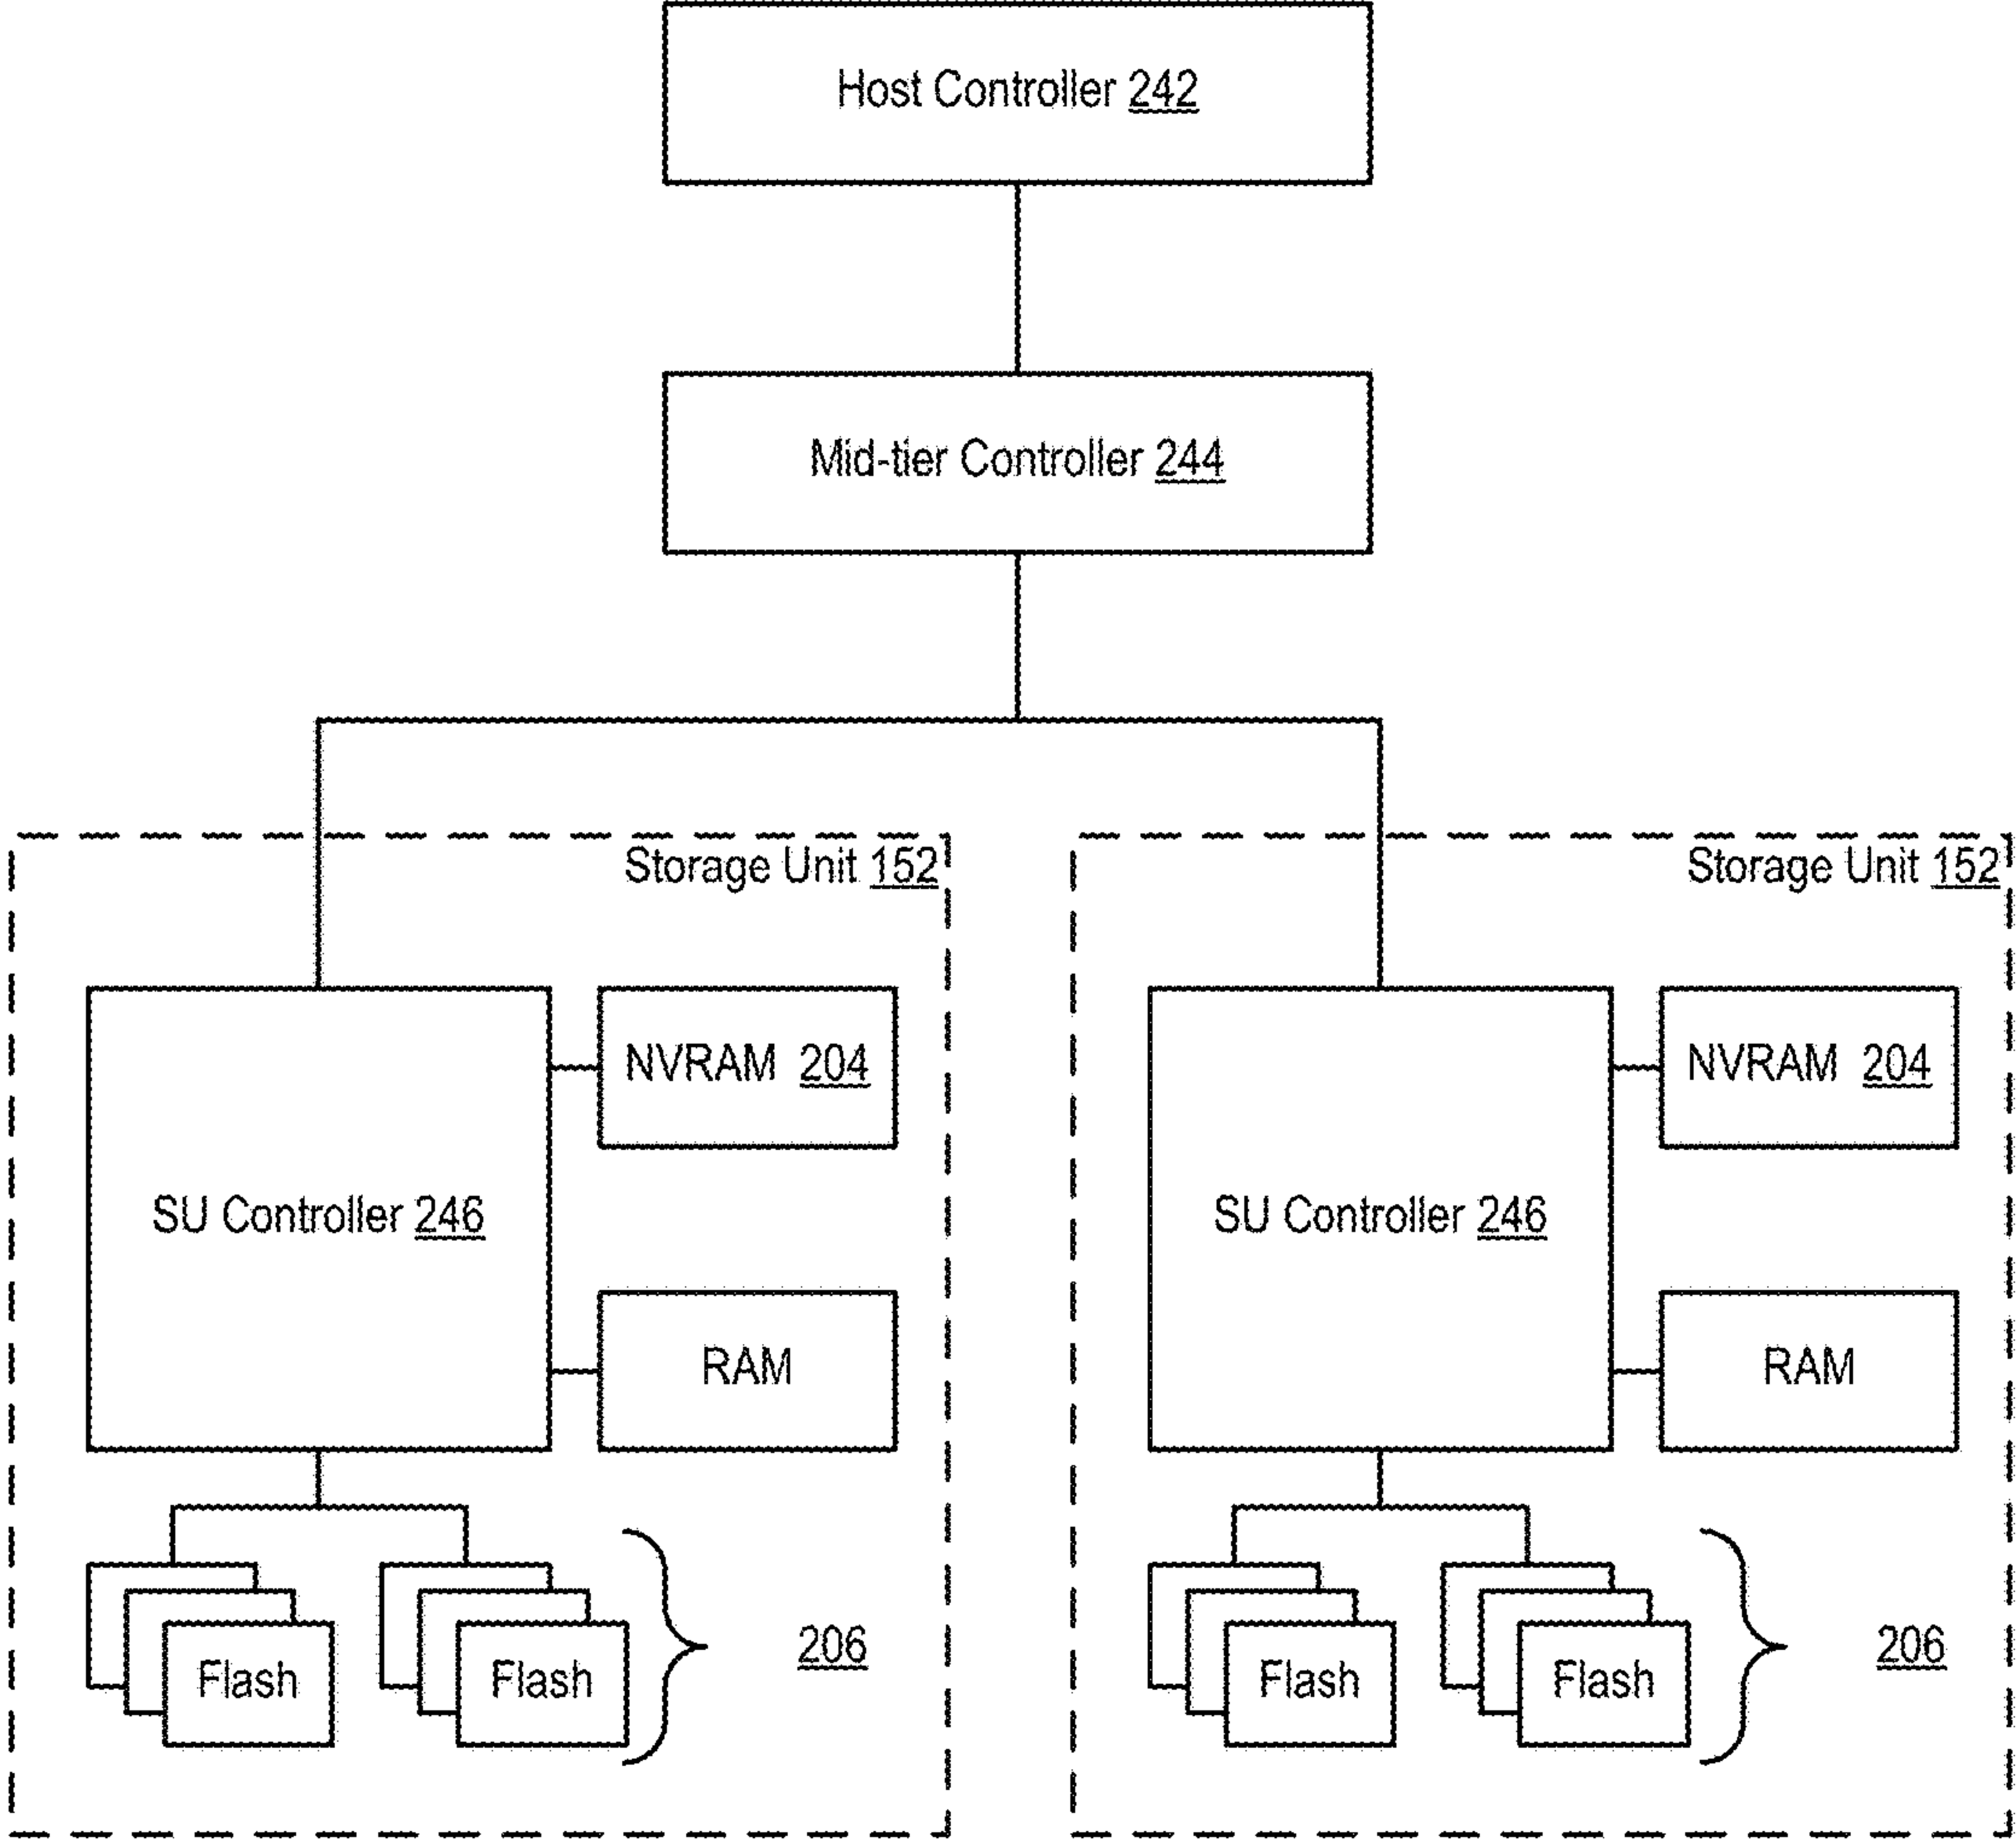 Host Controller 242
Mid-tier Controller 244
Storage Unit 152
NVRAM 204
SU Controller 246
RAM
Flash
Flash
206
Storage Unit 152
NVRAM 204
SU Controller 246
RAM
Flash
Flash
206